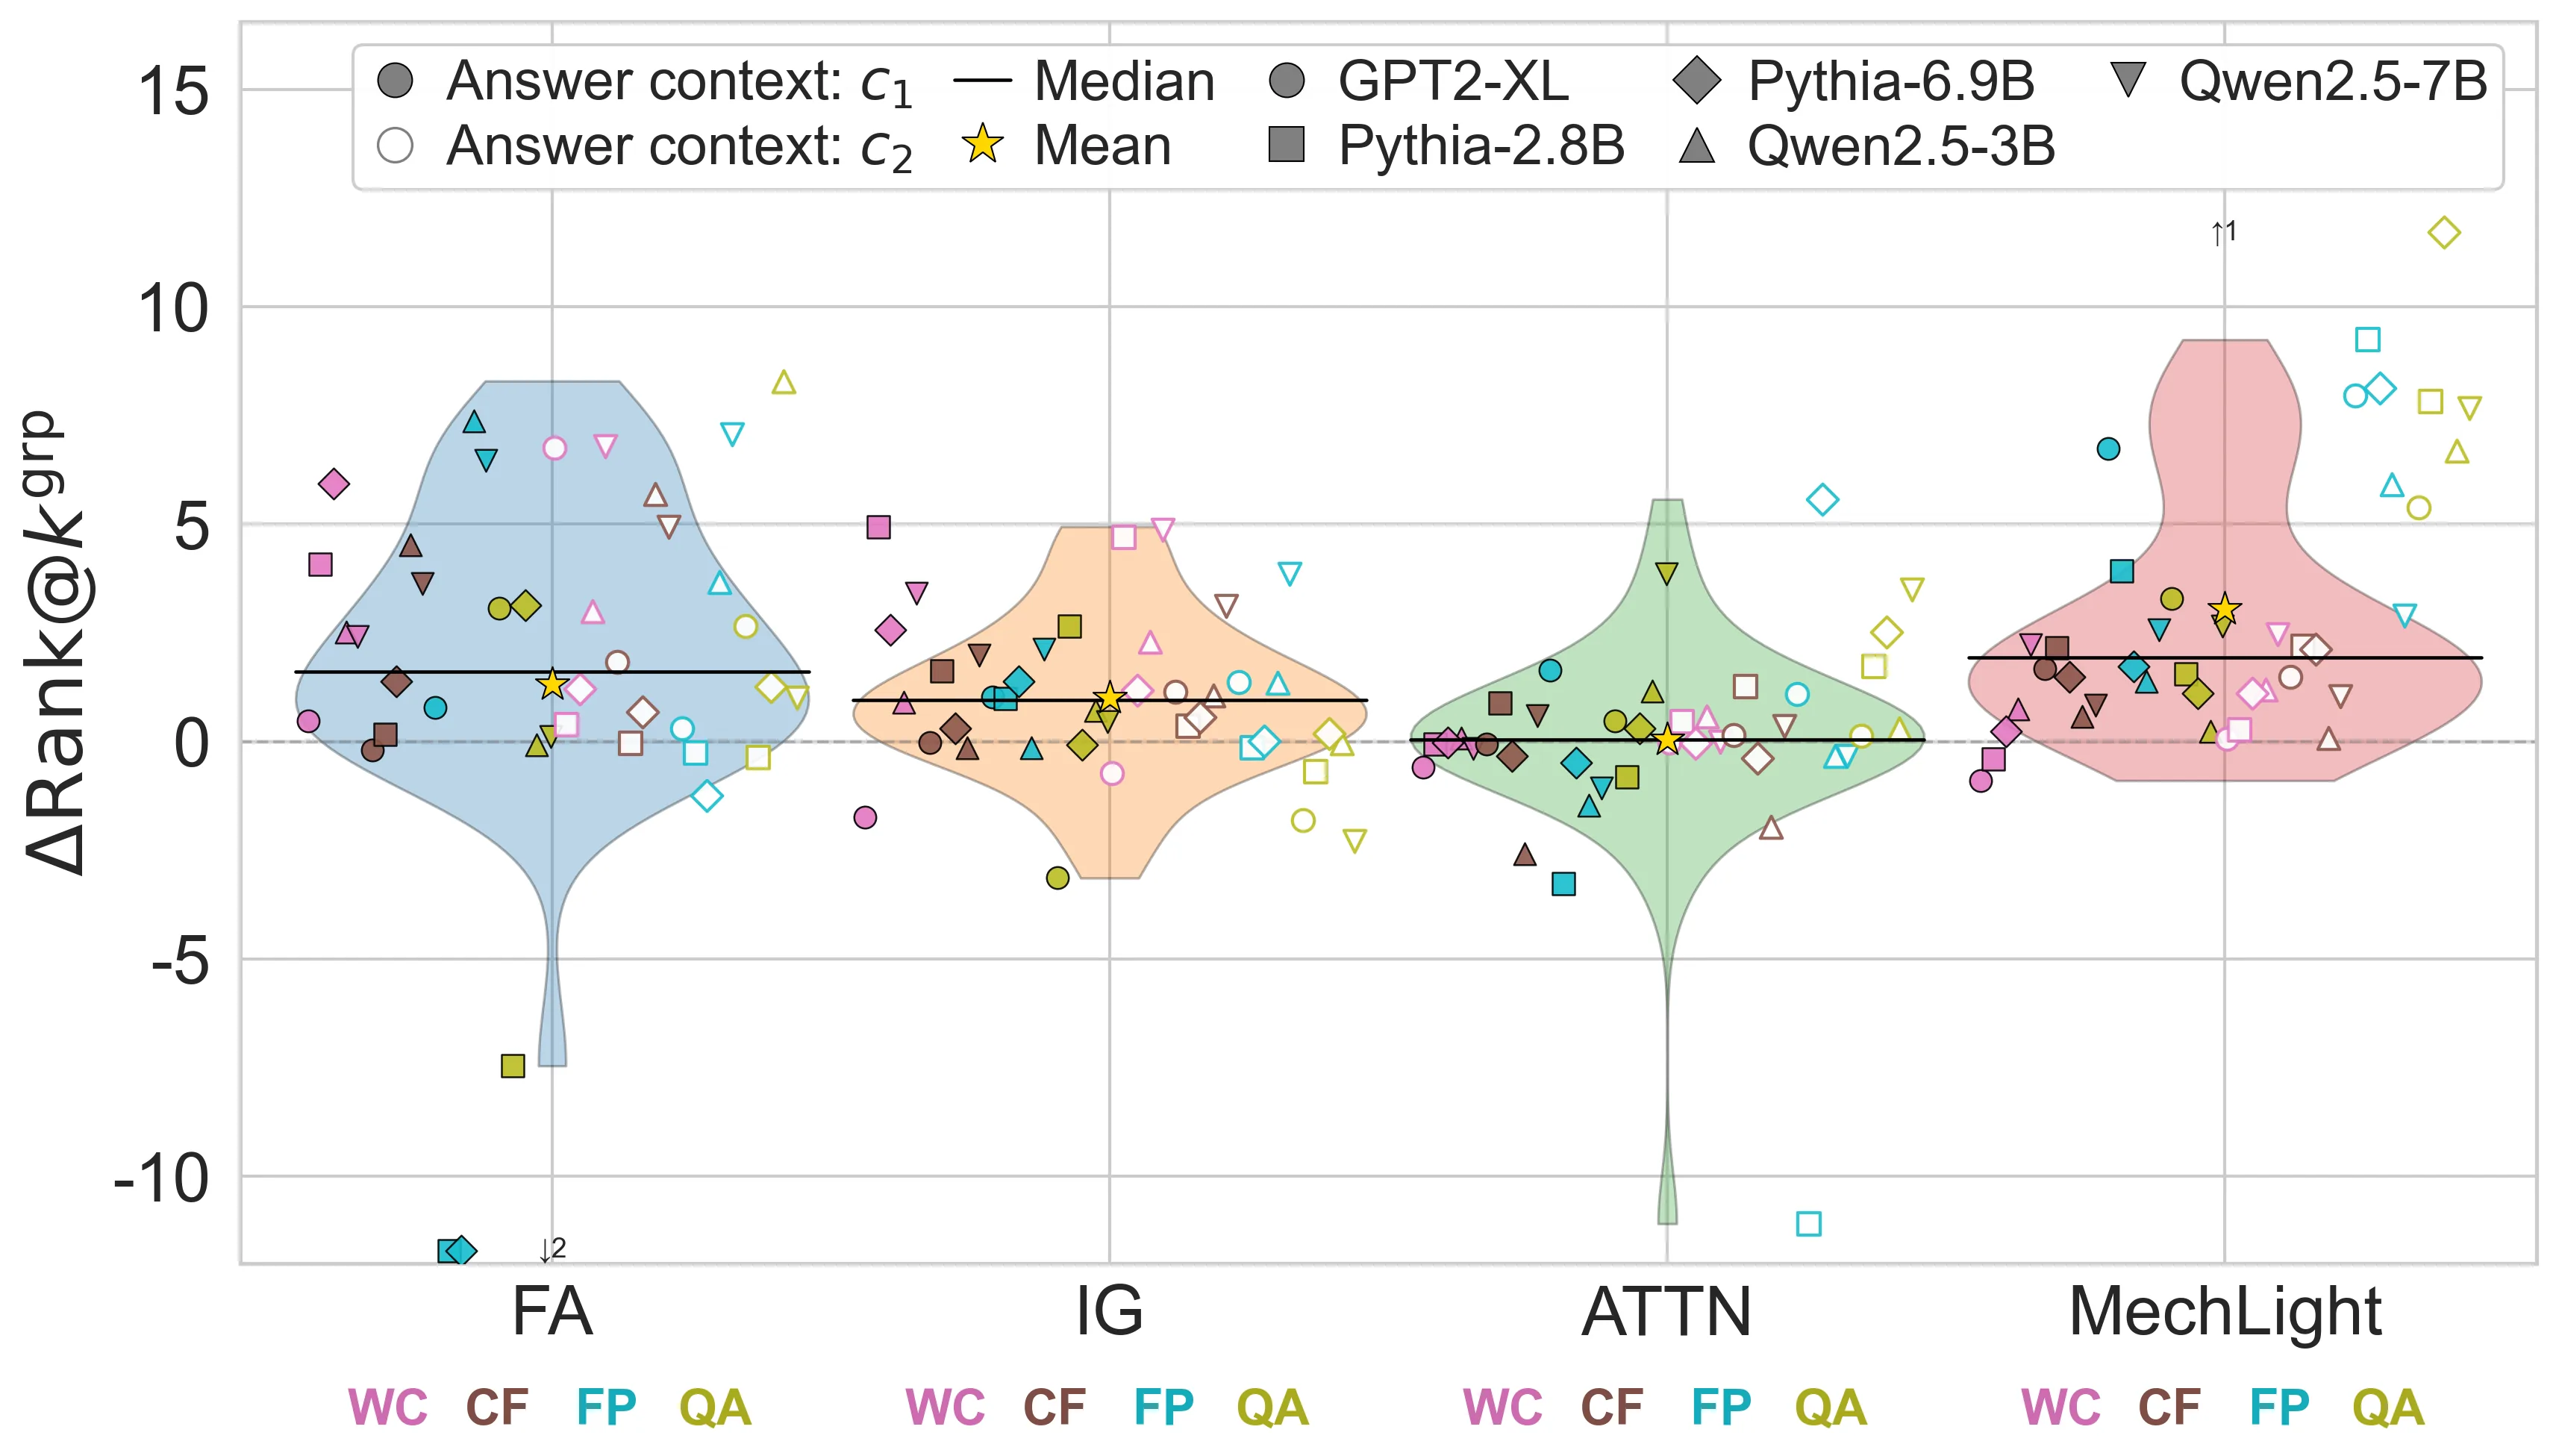 15
10
5
0
-5
-10
ΔRank@k^grp
Answer context: c₁
Answer context: c₂
Median
Mean
GPT2-XL
Pythia-2.8B
Pythia-6.9B
Qwen2.5-3B
Qwen2.5-7B
↑1
↓2
FA IG ATTN MechLight
WC CF FP QA WC CF FP QA WC CF FP QA WC CF FP QA